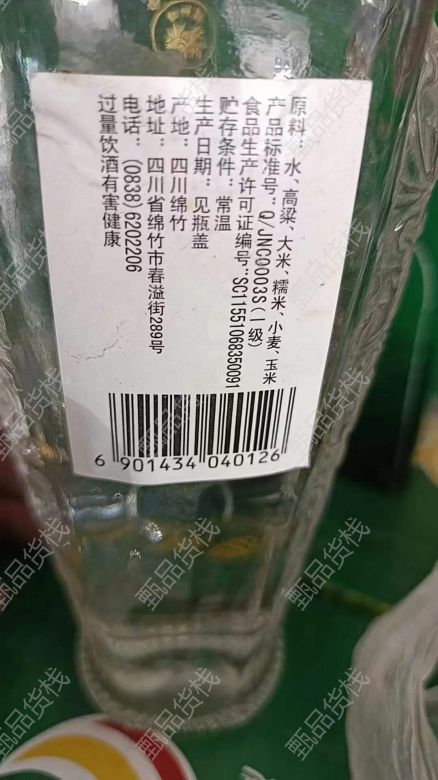 原料：水、高粱、大米、糯米、小麦、玉米
产品标准号：Q/JNC0003S（一级）
食品生产许可证编号：SC11551068350091
贮存条件：常温
生产日期：见瓶盖
产地：四川绵竹
地址：四川省绵竹市春溢街289号
电话：(0838)6202206
过量饮酒有害健康
6 901434 040126
甄品货栈